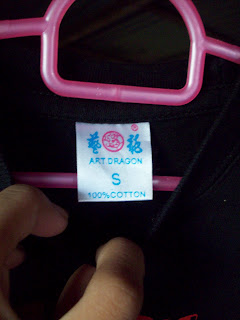 藝 龍 ®
ART DRAGON
S
100% COTTON